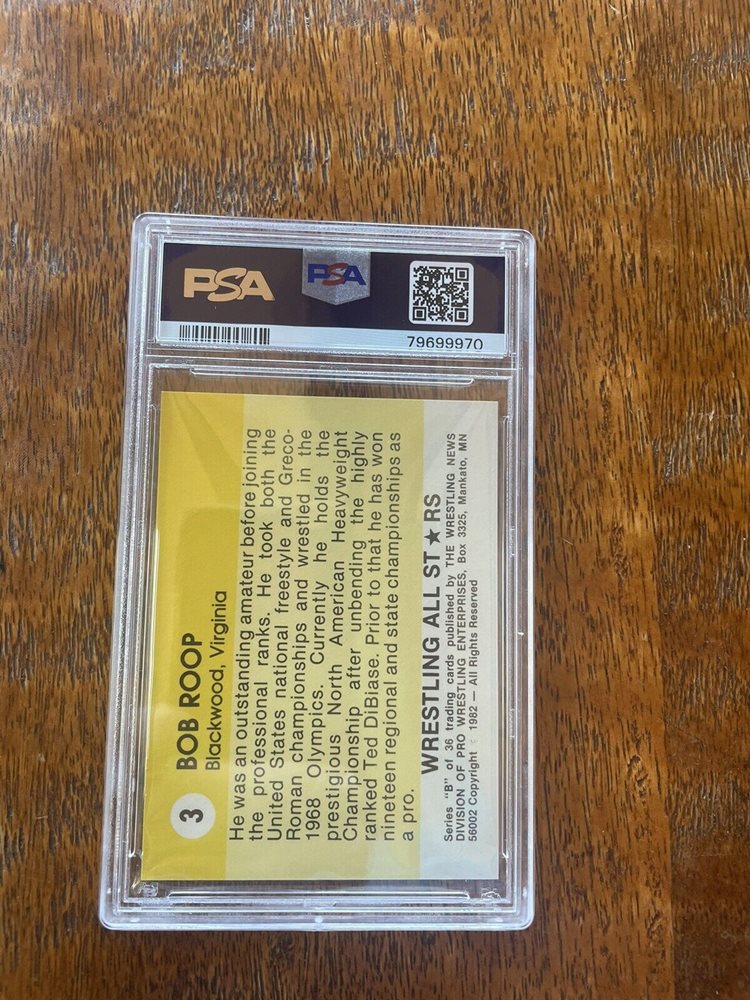 PSA
PSA
79699970
3
BOB ROOP
Blackwood, Virginia
He was an outstanding amateur before joining
the professional ranks. He took both the
United States national freestyle and Greco-
Roman championships and wrestled in the
1968 Olympics. Currently he holds the
prestigious North American Heavyweight
Championship after unbending the highly
ranked Ted DiBiase. Prior to that he has won
nineteen regional and state championships as
a pro.
WRESTLING ALL ST★RS
Series "B" of 36 trading cards published by THE WRESTLING NEWS
DIVISION OF PRO WRESTLING ENTERPRISES, Box 3325, Mankato, MN
56002 Copyright © 1982 — All Rights Reserved